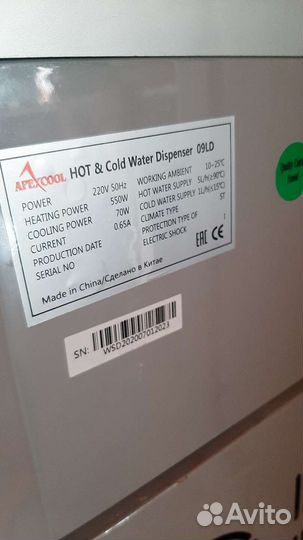 APEXCOOL HOT & Cold Water Dispenser 09LD
POWER 220V 50Hz
HEATING POWER 550W
COOLING POWER 70W
CURRENT 0.65A
PRODUCTION DATE
SERIAL NO
WORKING AMBIENT 10~25℃
HOT WATER SUPPLY 5L/h(≥90℃)
COLD WATER SUPPLY 1L/h(≤15℃)
CLIMATE TYPE ST
PROTECTION TYPE OF I
ELECTRIC SHOCK
EAC CE
Made in China/Сделано в Китае
SN: WSD202007012023
Avito